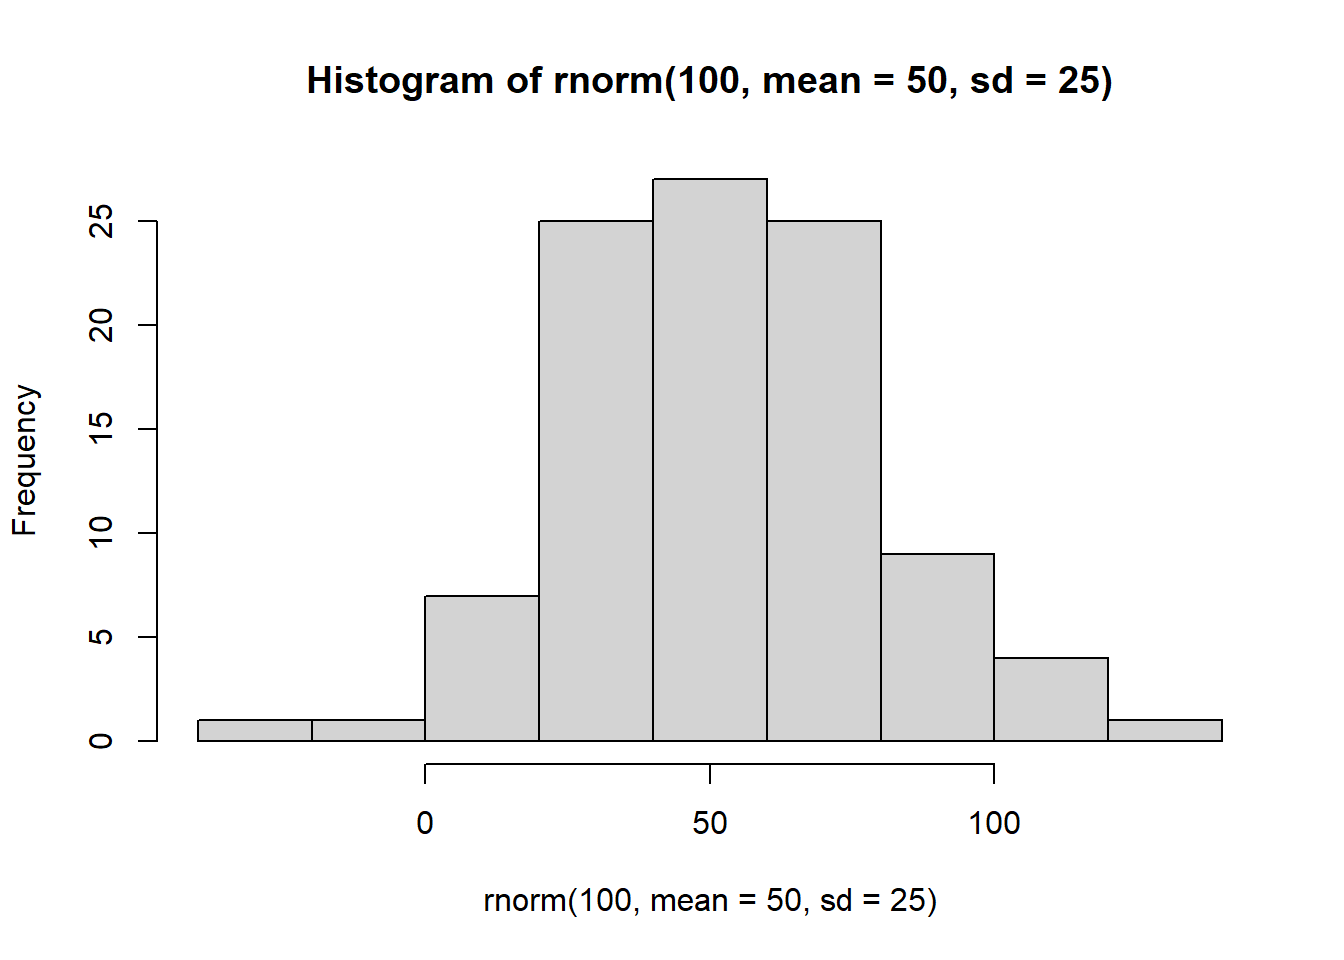 Histogram of rnorm(100, mean = 50, sd = 25)
Frequency
25
20
15
10
5
0
0 50 100
rnorm(100, mean = 50, sd = 25)